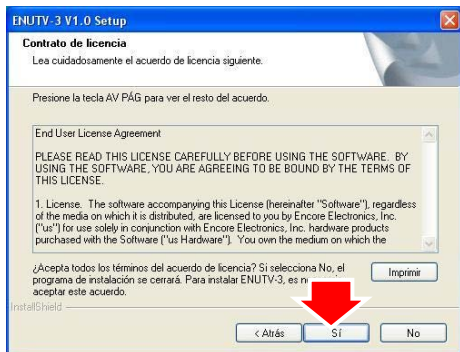 ENUTV-3 V1.0 Setup
Contrato de licencia
Lea cuidadosamente el acuerdo de licencia siguiente.
Presione la tecla AV PÁG para ver el resto del acuerdo.
End User License Agreement
PLEASE READ THIS LICENSE CAREFULLY BEFORE USING THE SOFTWARE. BY
USING THE SOFTWARE, YOU ARE AGREEING TO BE BOUND BY THE TERMS OF
THIS LICENSE.
1. License. The software accompanying this License (hereinafter "Software"), regardless
of the media on which it is distributed, are licensed to you by Encore Electronics, Inc.
("us") for use solely in conjunction with Encore Electronics, Inc. hardware products
purchased with the Software ("us Hardware"). You own the medium on which the
¿Acepta todos los términos del acuerdo de licencia? Si selecciona No, el
programa de instalación se cerrará. Para instalar ENUTV-3, es
aceptar este acuerdo.
Imprimir
InstallShield
< Atrás
Sí
No